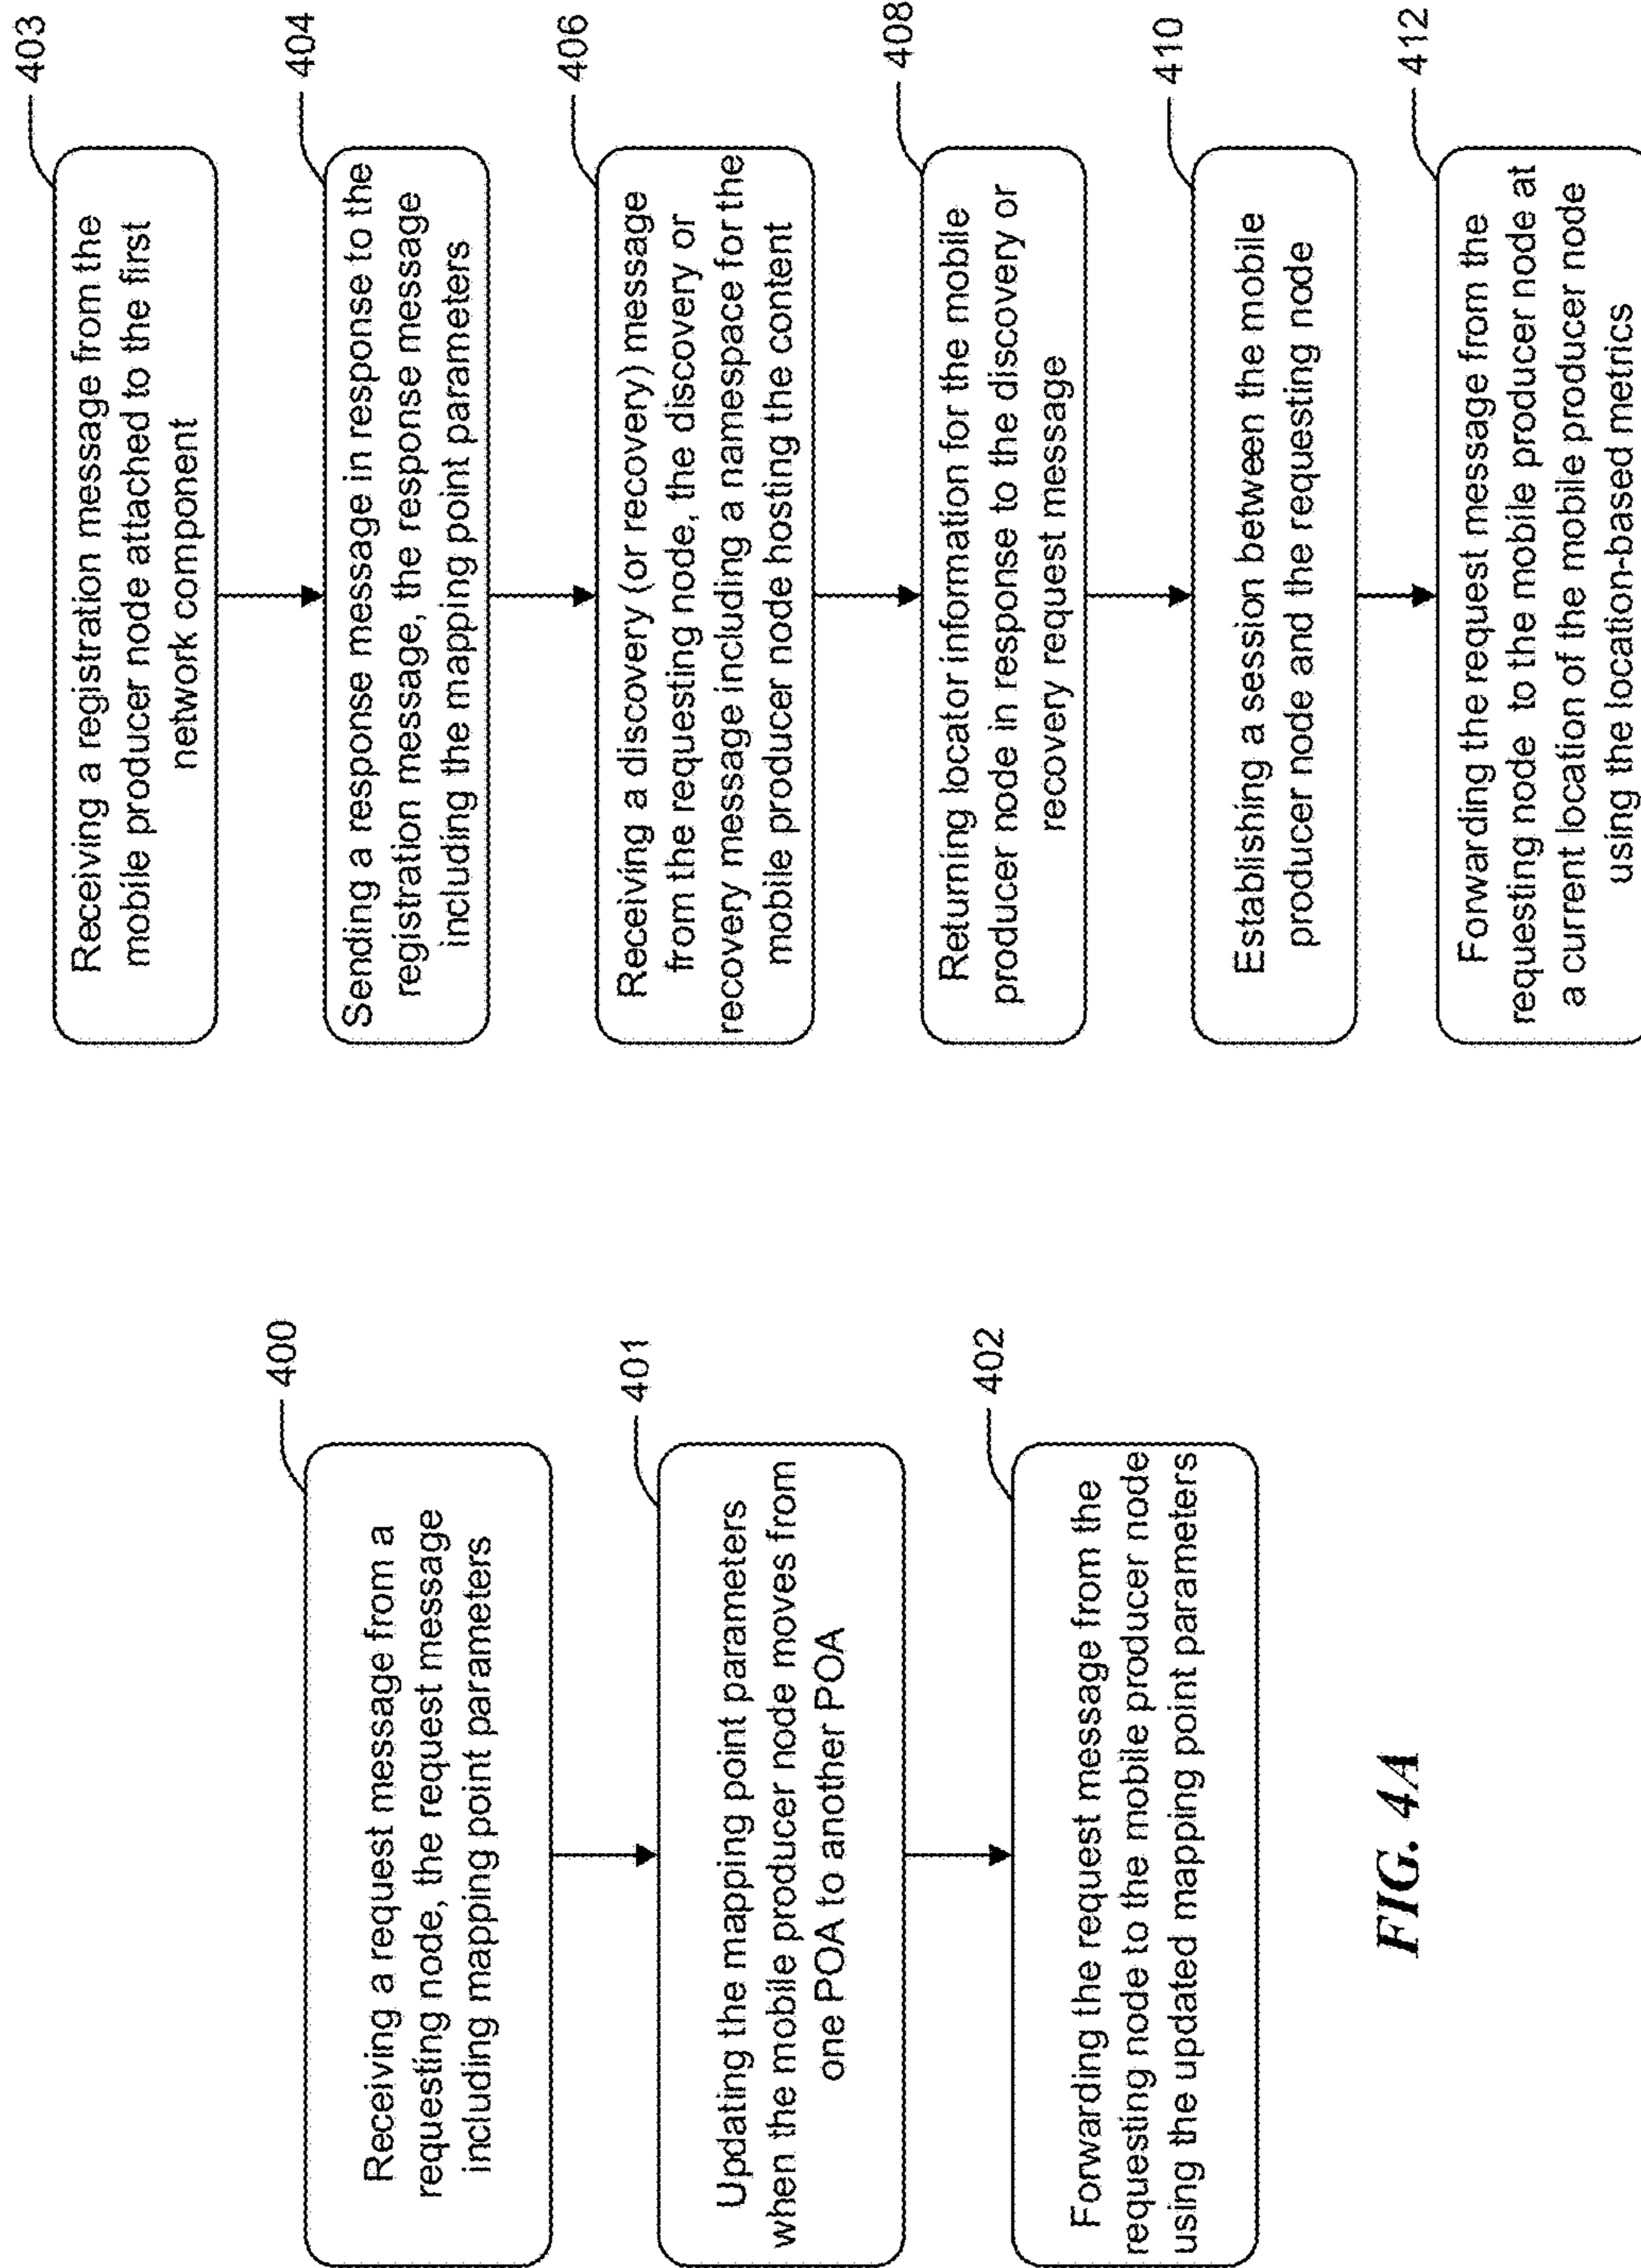 400
Receiving a request message from a
requesting node, the request message
including mapping point parameters
401
Updating the mapping point parameters
when the mobile producer node moves from
one POA to another POA
402
Forwarding the request message from the
requesting node to the mobile producer node
using the updated mapping point parameters
FIG. 4A
403
Receiving a registration message from the
mobile producer node attached to the first
network component
404
Sending a response message in response to the
registration message, the response message
including the mapping point parameters
406
Receiving a discovery (or recovery) message
from the requesting node, the discovery or
recovery message including a namespace for the
mobile producer node hosting the content
408
Returning locator information for the mobile
producer node in response to the discovery or
recovery request message
410
Establishing a session between the mobile
producer node and the requesting node
412
Forwarding the request message from the
requesting node to the mobile producer node at
a current location of the mobile producer node
using the location-based metrics